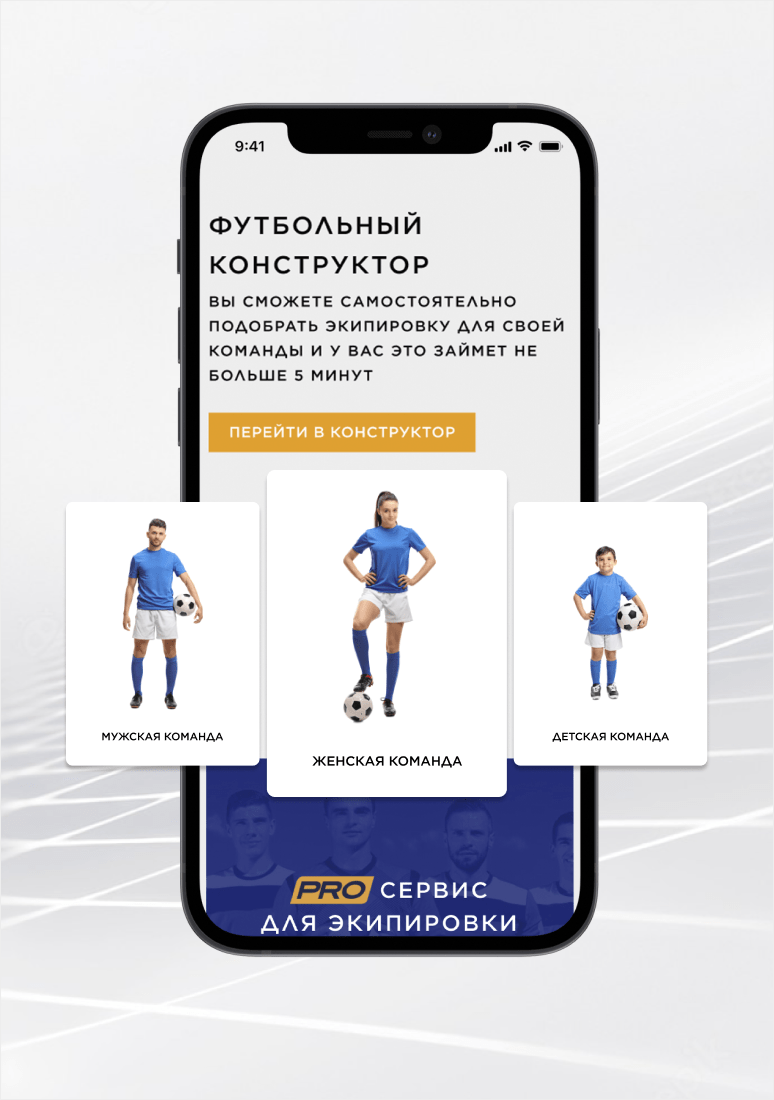 9:41
ФУТБОЛЬНЫЙ
КОНСТРУКТОР
ВЫ СМОЖЕТЕ САМОСТОЯТЕЛЬНО
ПОДОБРАТЬ ЭКИПИРОВКУ ДЛЯ СВОЕЙ
КОМАНДЫ И У ВАС ЭТО ЗАЙМЕТ НЕ
БОЛЬШЕ 5 МИНУТ
ПЕРЕЙТИ В КОНСТРУКТОР
МУЖСКАЯ КОМАНДА
ЖЕНСКАЯ КОМАНДА
ДЕТСКАЯ КОМАНДА
PRO СЕРВИС
ДЛЯ ЭКИПИРОВКИ